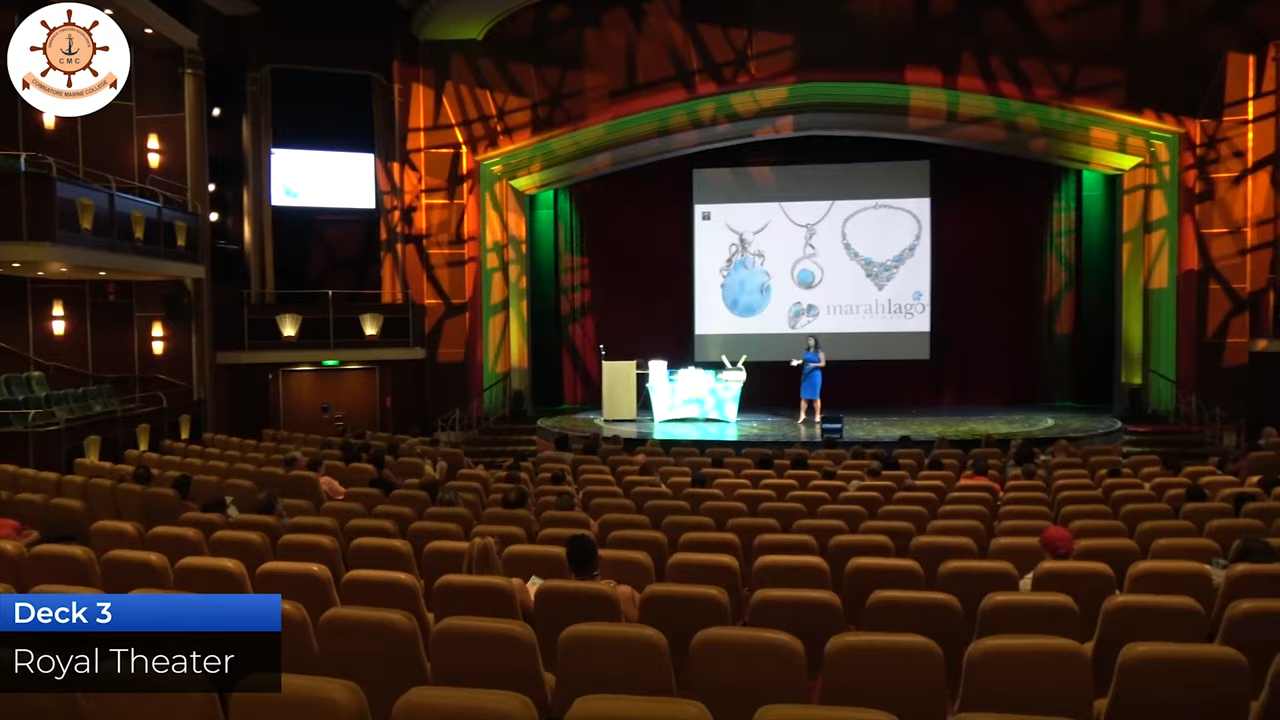 CMC
COIMBATORE MARINE COLLEGE
marahlago
Deck 3
Royal Theater